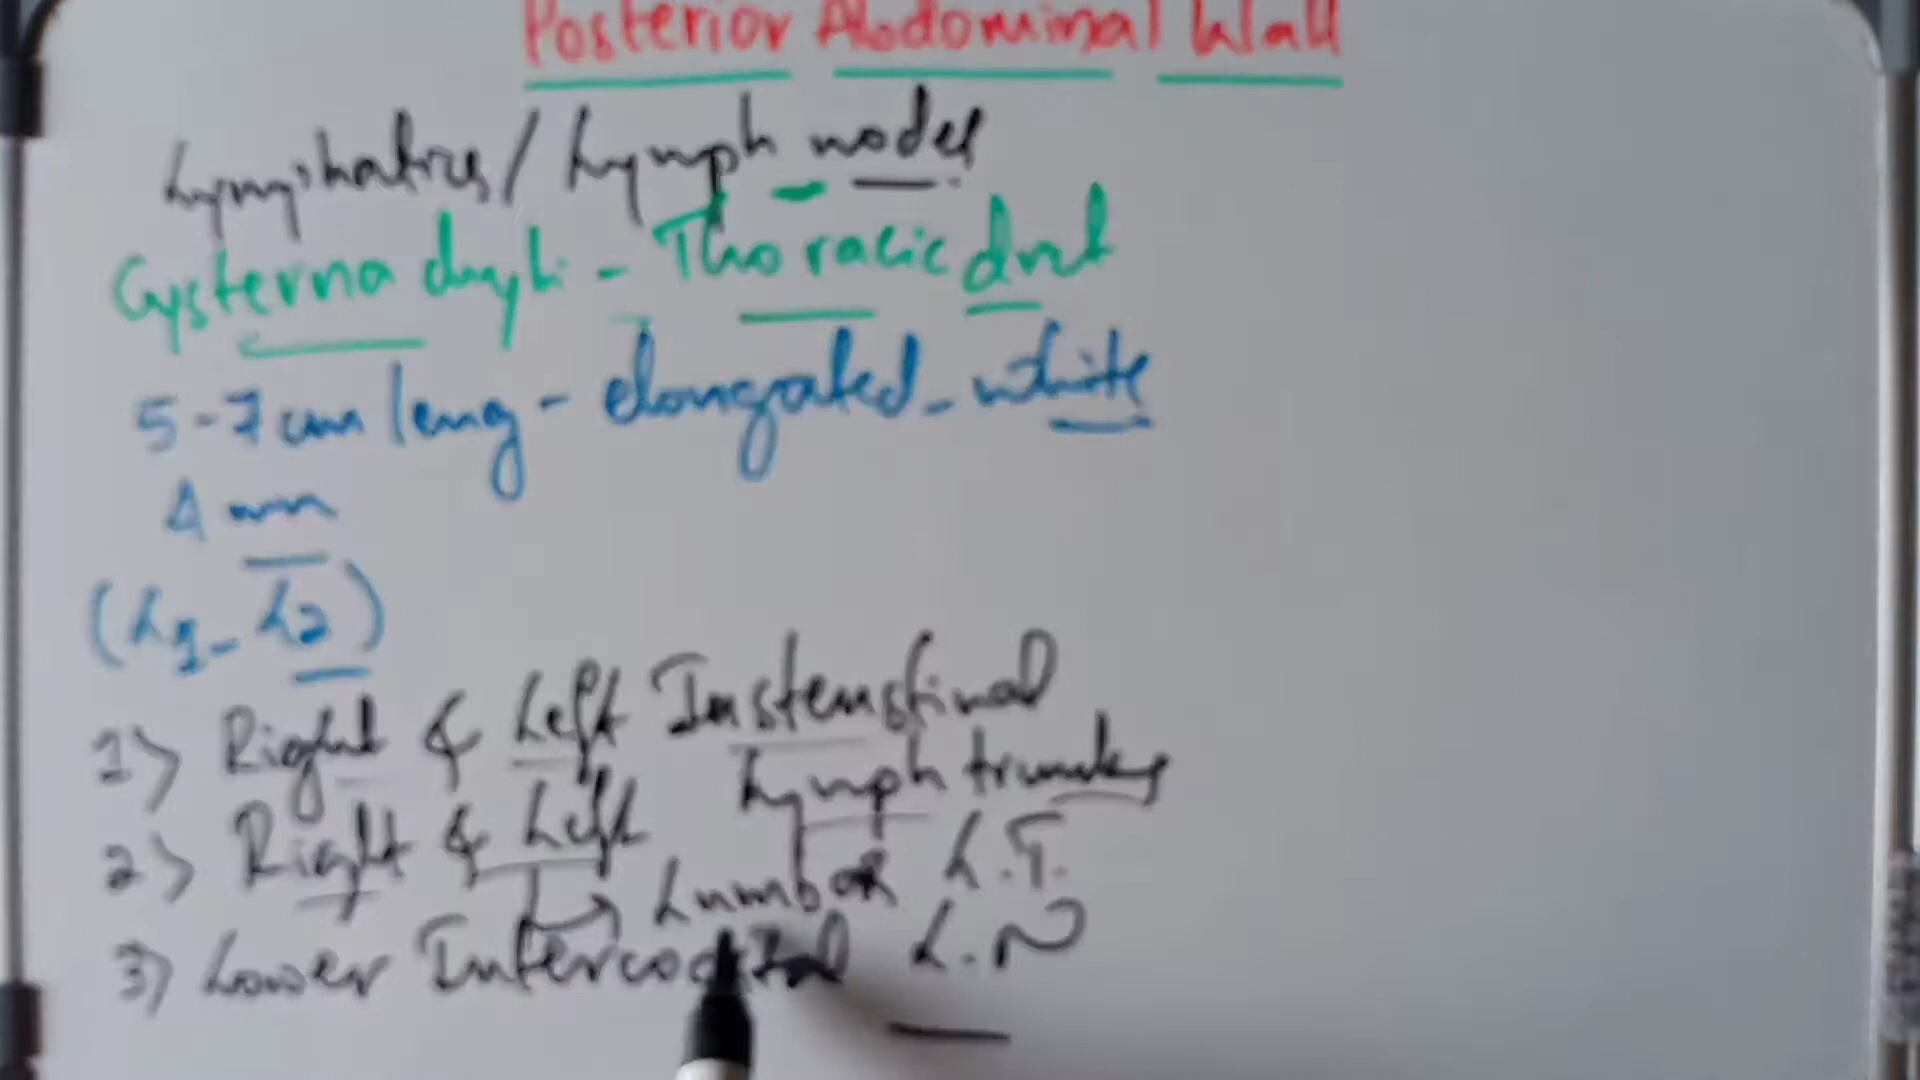 Posterior Abdominal Wall
Lymphatics / Lymph nodes
Cysterna chyli - Thoracic duct
5-7 cm long - elongated - white
4 mm
(L1 - L2)
1) Right & Left Instenstinal
Lymph trunks
2) Right & Left
Lumbar L.T.
3) Lower Intercostal L.N